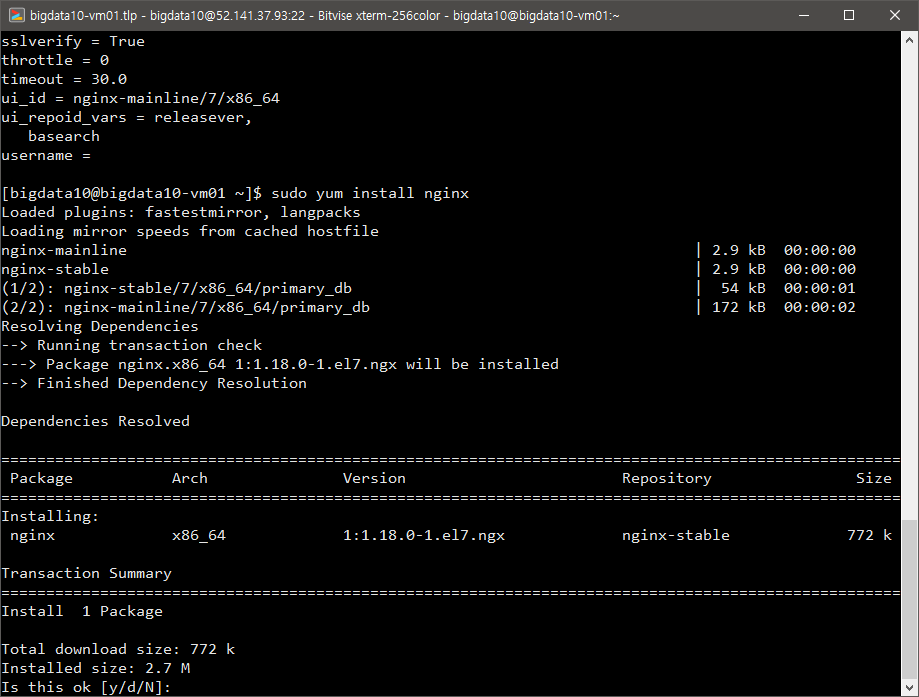 bigdata10-vm01.tlp - bigdata10@52.141.37.93:22 - Bitvise xterm-256color - bigdata10@bigdata10-vm01:~
sslverify = True
throttle = 0
timeout = 30.0
ui_id = nginx-mainline/7/x86_64
ui_repoid_vars = releasever,
   basearch
username =
[bigdata10@bigdata10-vm01 ~]$ sudo yum install nginx
Loaded plugins: fastestmirror, langpacks
Loading mirror speeds from cached hostfile
nginx-mainline                                                               | 2.9 kB  00:00:00
nginx-stable                                                                 | 2.9 kB  00:00:00
(1/2): nginx-stable/7/x86_64/primary_db                                      |  54 kB  00:00:01
(2/2): nginx-mainline/7/x86_64/primary_db                                    | 172 kB  00:00:02
Resolving Dependencies
--> Running transaction check
---> Package nginx.x86_64 1:1.18.0-1.el7.ngx will be installed
--> Finished Dependency Resolution
Dependencies Resolved
====================================================================================================
 Package           Arch               Version                        Repository                Size
====================================================================================================
Installing:
 nginx             x86_64             1:1.18.0-1.el7.ngx             nginx-stable             772 k
Transaction Summary
====================================================================================================
Install  1 Package
Total download size: 772 k
Installed size: 2.7 M
Is this ok [y/d/N]: